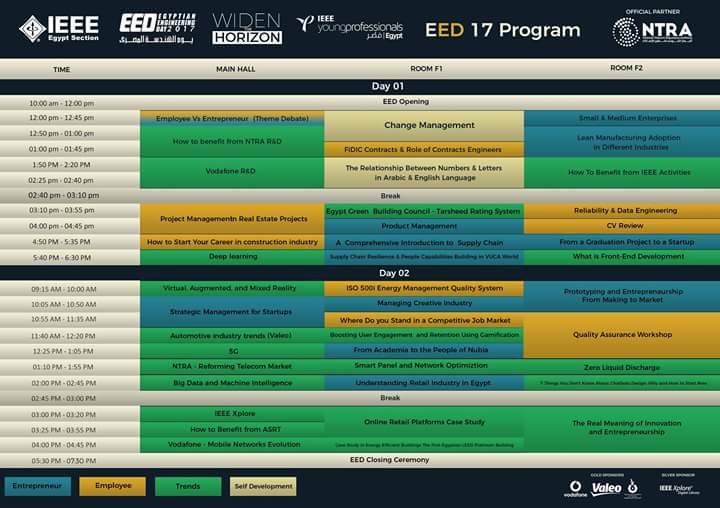 IEEE
Egypt Section
EED EGYPTIAN ENGINEERING DAY 2017
يوم الهندسة المصرى
WIDEN
THE
HORIZON
IEEE
youngprofessionals
Egypt | مصر
EED 17 Program
OFFICIAL PARTNER
NTRA
TIME MAIN HALL ROOM F1 ROOM F2
Day 01
10:00 am - 12:00 pm EED Opening
12:00 PM - 12:45 pm Employee Vs Entrepreneur (Theme Debate) Change Management Small & Medium Enterprises
12:50 pm - 01:00 pm How to benefit from NTRA R&D Lean Manufacturing Adoption
in Different Industries
01:00 pm - 01:45 pm FIDIC Contracts & Role of Contracts Engineers
1:50 PM - 2:20 PM Vodafone R&D The Relationship Between Numbers & Letters
in Arabic & English Language How To Benefit from IEEE Activities
02:25 pm - 02:40 pm
02:40 pm - 03:10 pm Break
03:10 pm - 03:55 pm Project ManagementIn Real Estate Projects Egypt Green Building Council - Tarsheed Rating System Reliability & Data Engineering
04:00 pm - 04:45 pm Product Management CV Review
4:50 PM - 5:35 PM How to Start Your Career in construction industry A Comprehensive Introduction to Supply Chain From a Graduation Project to a Startup
5:40 PM - 6:30 PM Deep learning Supply Chain Resilience & People Capabilities Building in VUCA World What is Front-End Development
Day 02
09:15 AM - 10:00 AM Virtual, Augmented, and Mixed Reality ISO 5001 Energy Management Quality System Prototyping and Entrepreneurship
From Making to Market
10:05 AM - 10:50 AM Strategic Management for Startups Managing Creative Industry
10:55 AM - 11:35 AM Where Do you Stand in a Competitive Job Market Quality Assurance Workshop
11:40 AM - 12:20 PM Automotive industry trends (Valeo) Boosting User Engagement and Retention Using Gamification
12:25 PM - 1:05 PM 5G From Academia to the People of Nubia
01:10 PM - 1:55 PM NTRA - Reforming Telecom Market Smart Panel and Network Optimiztion Zero Liquid Discharge
02:00 PM - 02:45 PM Big Data and Machine Intelligence Understanding Retail Industry in Egypt 7 Things You Don't Know About Chatbots Design: Why and How to Start Now
02:45 PM - 03:00 PM Break
03:00 PM - 03:20 PM IEEE Xplore Online Retail Platforms Case Study The Real Meaning of Innovation
and Entrepreneurship
03:25 PM - 03:55 PM How to Benefit from ASRT
04:00 PM - 04:45 PM Vodafone - Mobile Networks Evolution Case Study in Energy Efficient Buildings: The First Egyptian LEED Platinum Building
05:30 PM - 07:30 PM EED Closing Ceremony
Entrepreneur Employee Trends Self Development
GOLD SPONSORS SILVER SPONSOR
vodafone Valeo IEEE Xplore
Digital Library